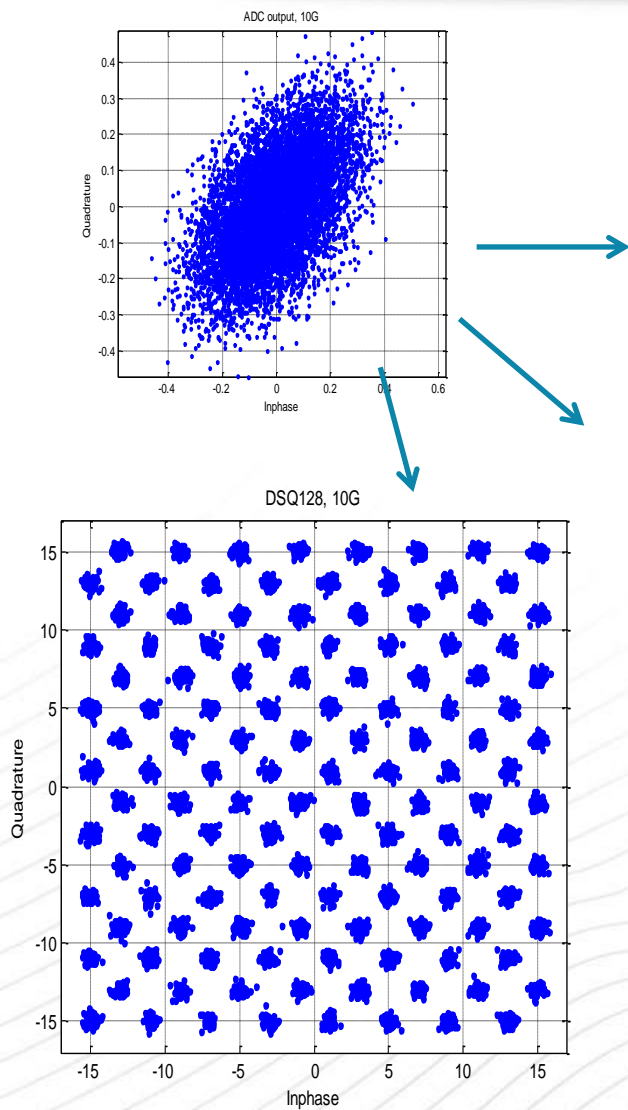 ADC output, 10G
0.4
0.3
0.2
0.1
0
-0.1
-0.2
-0.3
-0.4
Quadrature
-0.4 -0.2 0 0.2 0.4 0.6
Inphase
DSQ128, 10G
15
10
5
0
-5
-10
-15
Quadrature
-15 -10 -5 0 5 10 15
Inphase